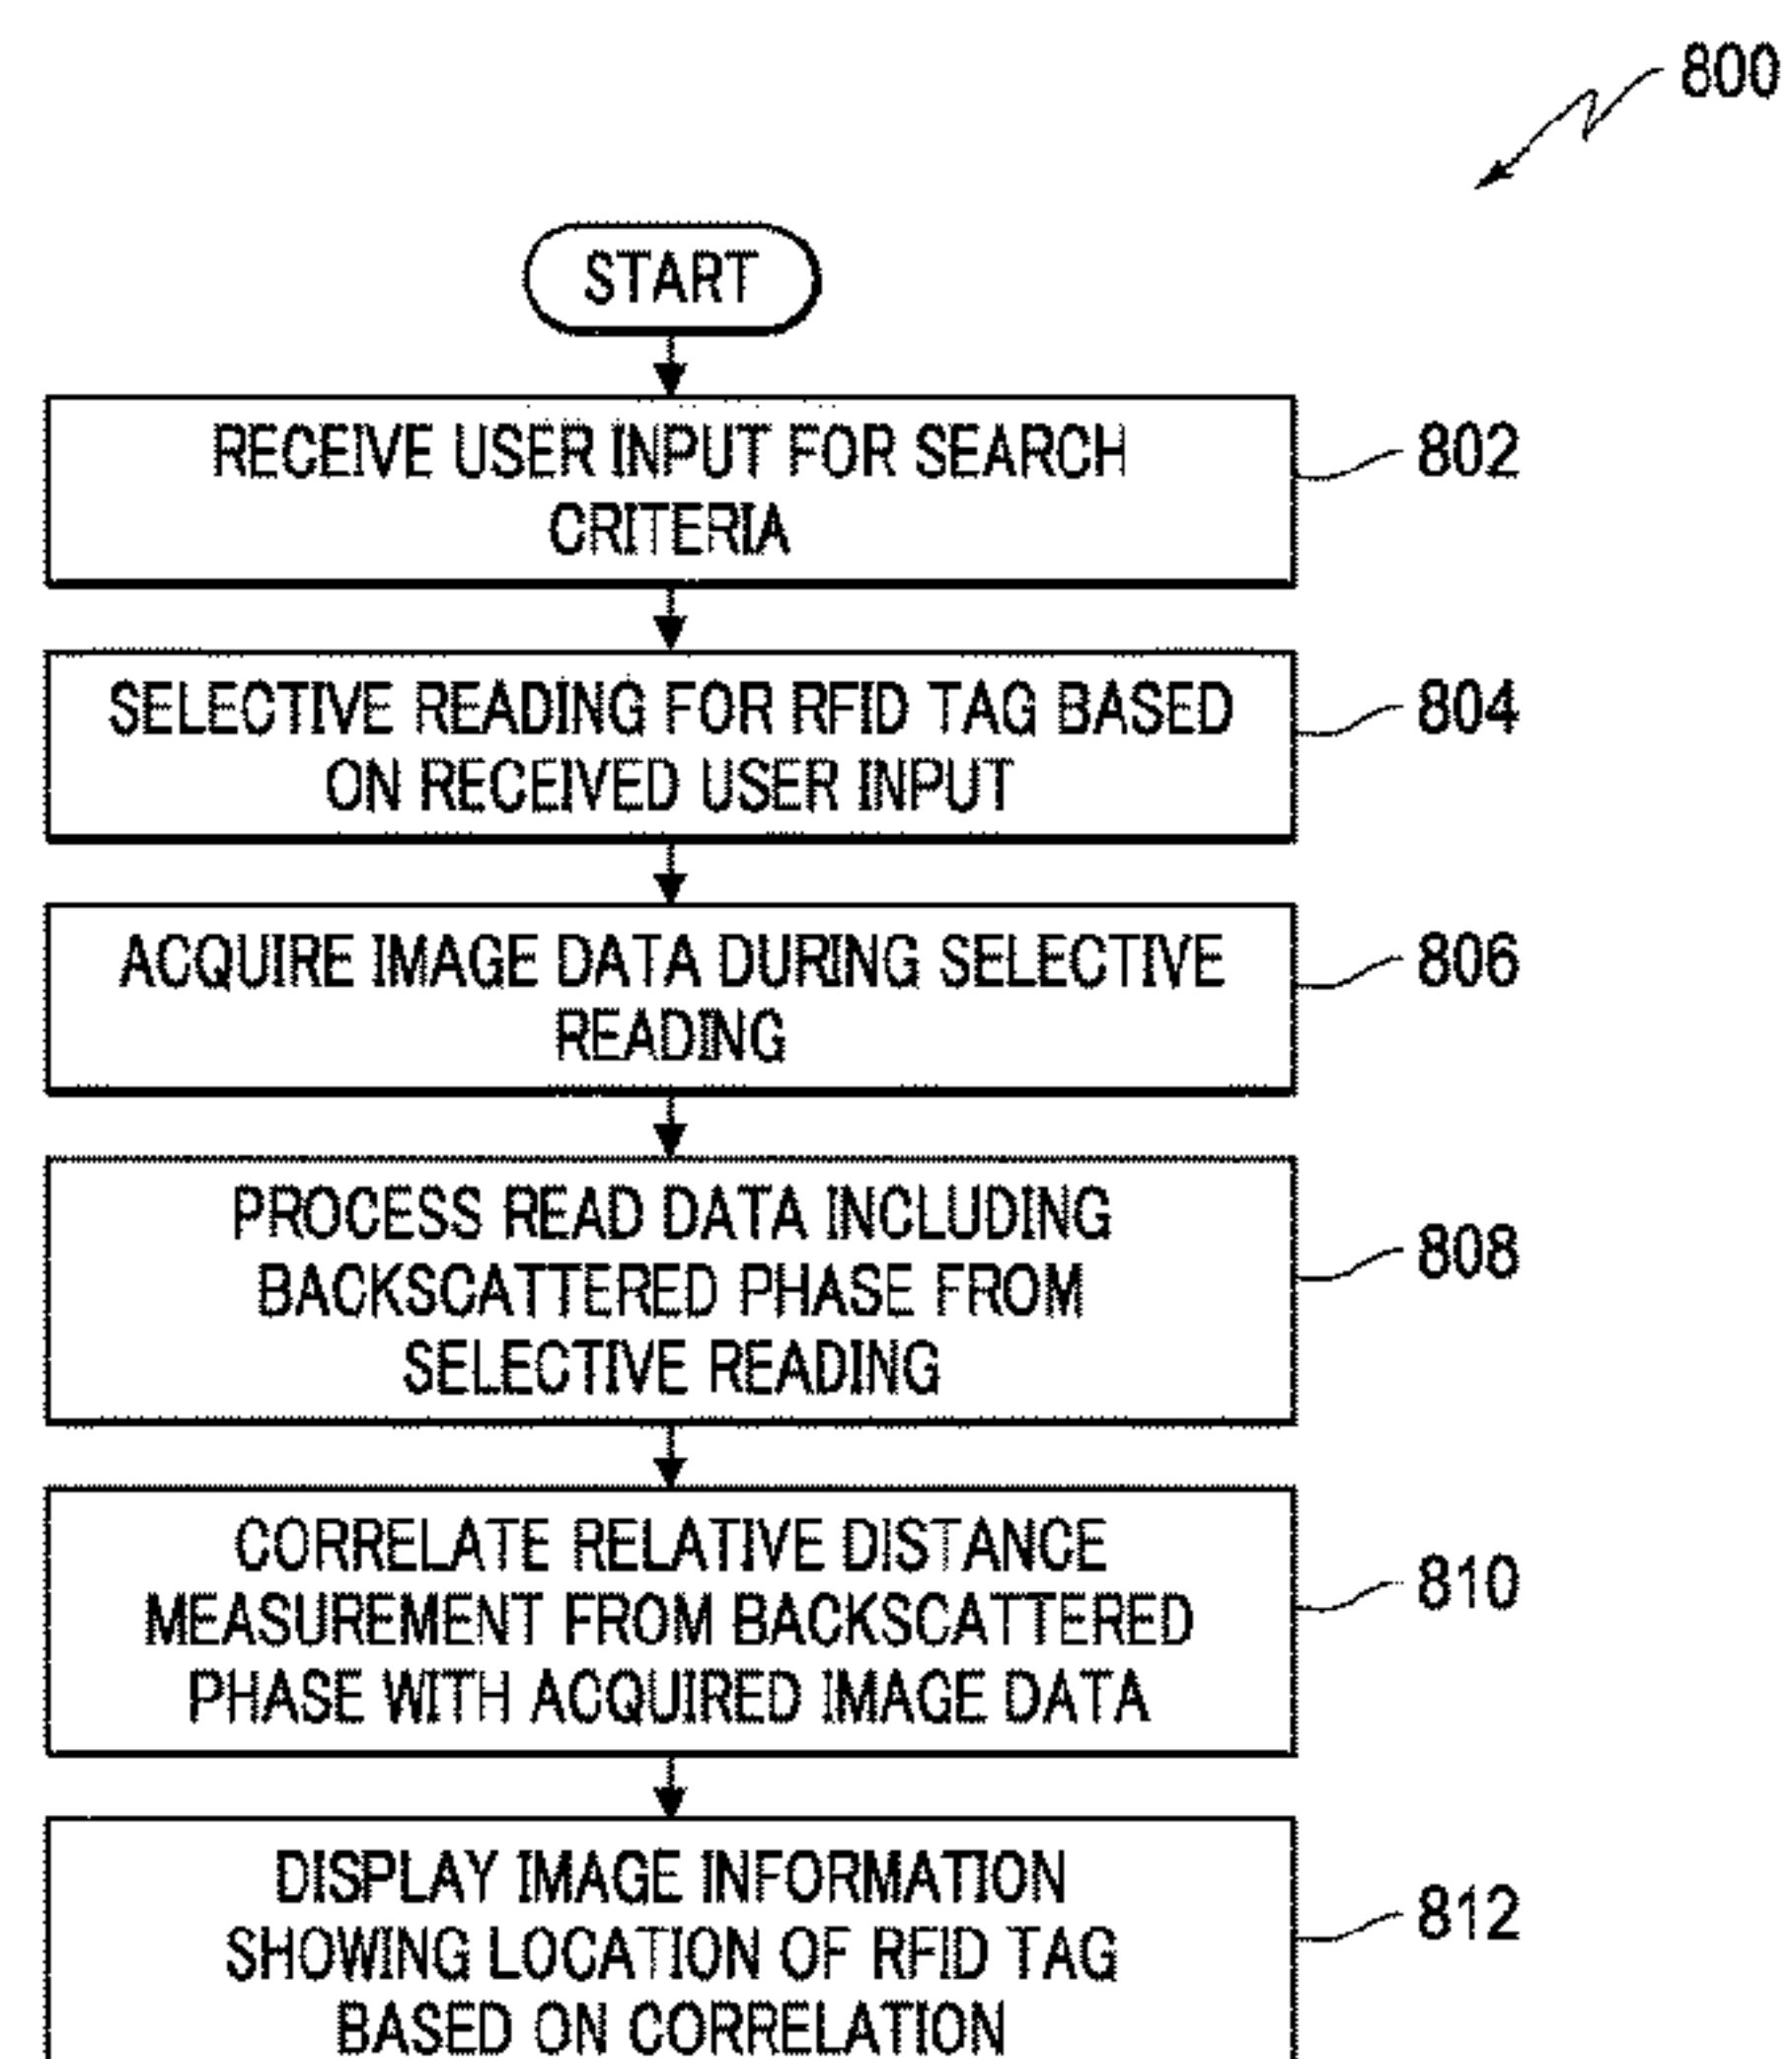 800
START
RECEIVE USER INPUT FOR SEARCH
CRITERIA
802
SELECTIVE READING FOR RFID TAG BASED
ON RECEIVED USER INPUT
804
ACQUIRE IMAGE DATA DURING SELECTIVE
READING
806
PROCESS READ DATA INCLUDING
BACKSCATTERED PHASE FROM
SELECTIVE READING
808
CORRELATE RELATIVE DISTANCE
MEASUREMENT FROM BACKSCATTERED
PHASE WITH ACQUIRED IMAGE DATA
810
DISPLAY IMAGE INFORMATION
SHOWING LOCATION OF RFID TAG
BASED ON CORRELATION
812